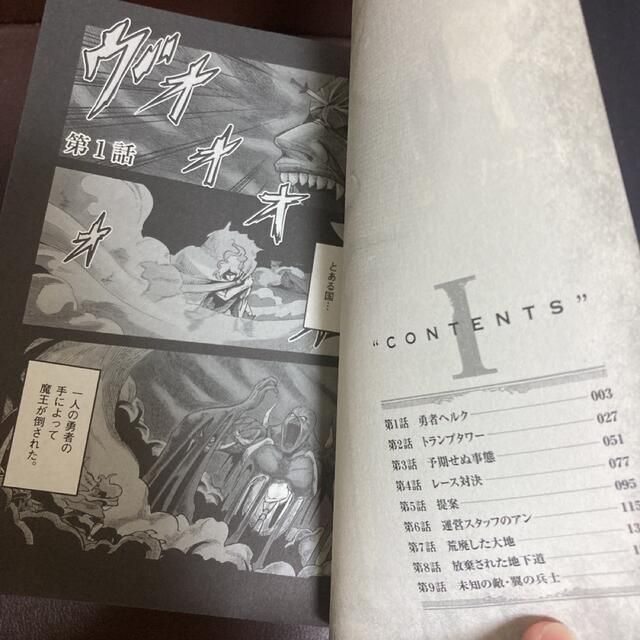 ヴオオオ
オ
第1話
とある国…
一人の勇者の
手によって
魔王が倒された。
I
"CONTENTS"
第1話 勇者ヘルク 003
第2話 トランプタワー 027
第3話 予期せぬ事態 051
第4話 レース対決 077
第5話 提案 095
第6話 運営スタッフのアン 115
第7話 荒廃した大地
第8話 放棄された地下道
第9話 未知の敵・翼の兵士